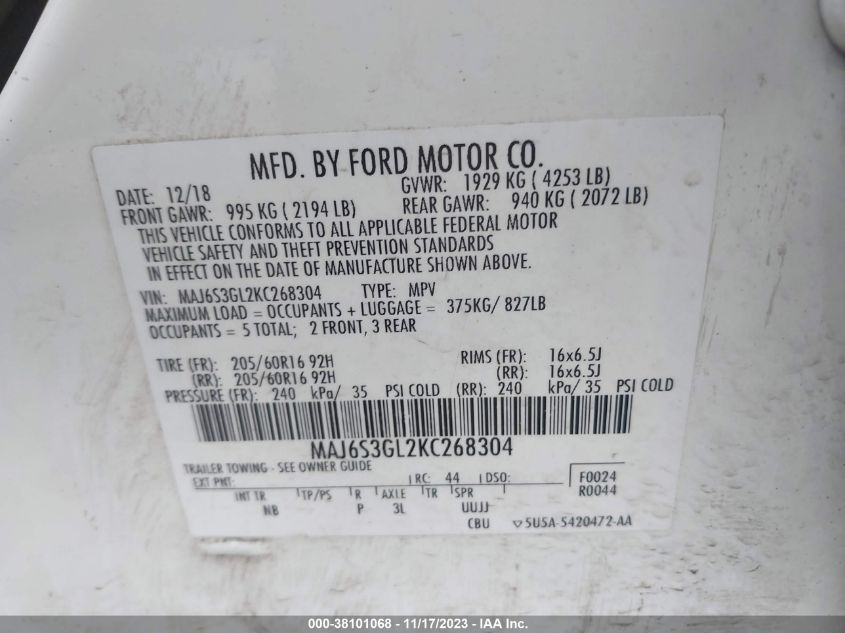 MFD. BY FORD MOTOR CO.
DATE: 12/18 GVWR: 1929 KG ( 4253 LB)
FRONT GAWR: 995 KG ( 2194 LB) REAR GAWR: 940 KG ( 2072 LB)
THIS VEHICLE CONFORMS TO ALL APPLICABLE FEDERAL MOTOR
VEHICLE SAFETY AND THEFT PREVENTION STANDARDS
IN EFFECT ON THE DATE OF MANUFACTURE SHOWN ABOVE.
VIN: MAJ6S3GL2KC268304 TYPE: MPV
MAXIMUM LOAD = OCCUPANTS + LUGGAGE = 375KG/ 827LB
OCCUPANTS = 5 TOTAL; 2 FRONT, 3 REAR
TIRE (FR): 205/60R16 92H RIMS (FR): 16x6.5J
(RR): 205/60R16 92H (RR): 16x6.5J
PRESSURE (FR): 240 kPa/ 35 PSI COLD (RR): 240 kPa/ 35 PSI COLD
MAJ6S3GL2KC268304
TRAILER TOWING - SEE OWNER GUIDE
EXT PNT: RC: 44 DSO: F0024
R0044
INT TR TP/PS R AXLE TR SPR
NB P 3L UUJJ
CBU 5U5A-5420472-AA
000-38101068 - 11/17/2023 - IAA Inc.